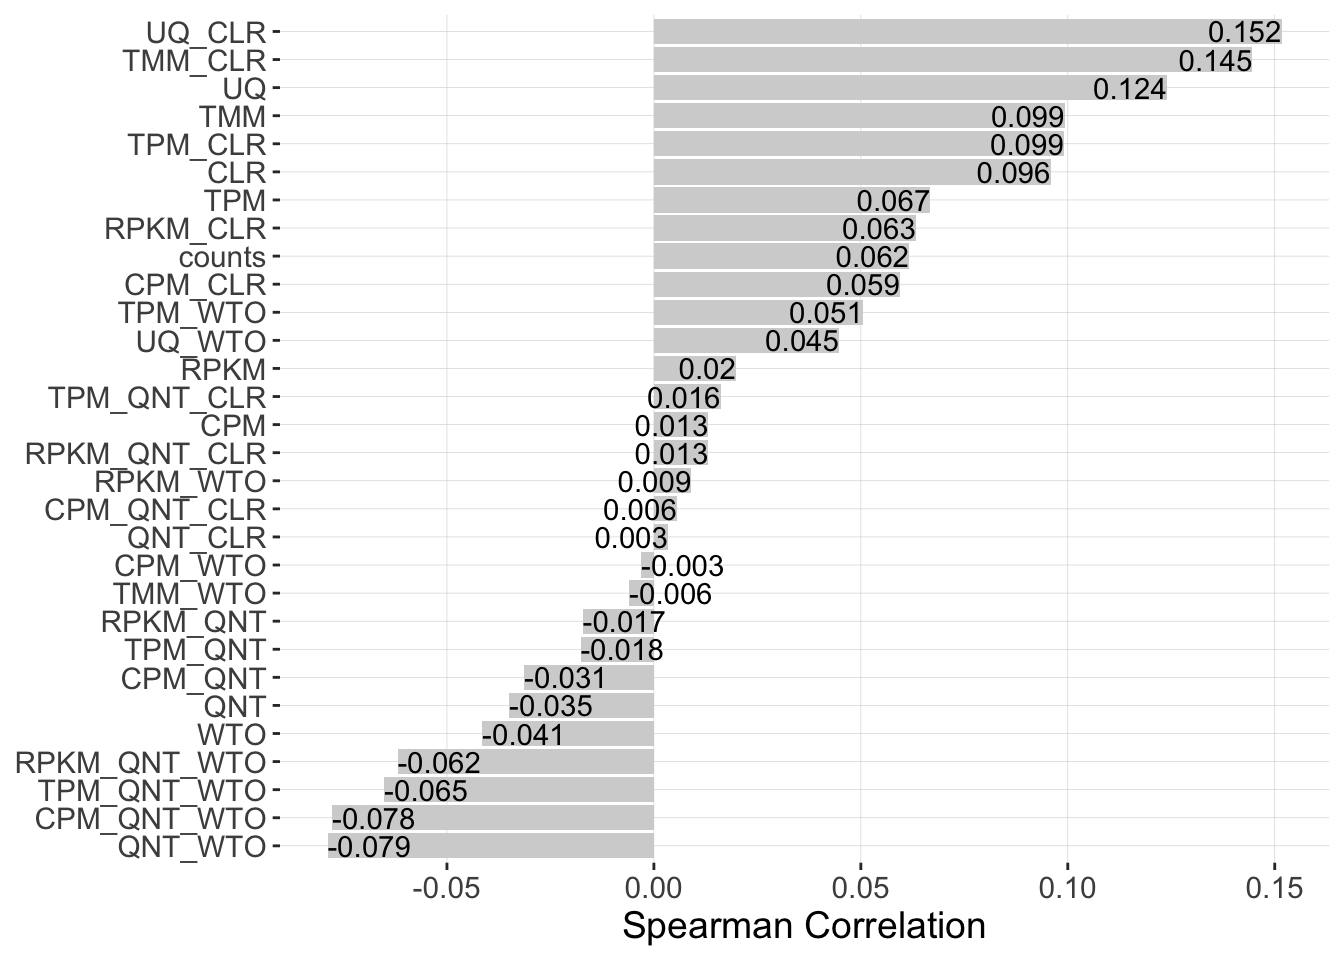 UQ_CLR 0.152
TMM_CLR 0.145
UQ 0.124
TMM 0.099
TPM_CLR 0.099
CLR 0.096
TPM 0.067
RPKM_CLR 0.063
counts 0.062
CPM_CLR 0.059
TPM_WTO 0.051
UQ_WTO 0.045
RPKM 0.02
TPM_QNT_CLR 0.016
CPM 0.013
RPKM_QNT_CLR 0.013
RPKM_WTO 0.009
CPM_QNT_CLR 0.006
QNT_CLR 0.003
CPM_WTO -0.003
TMM_WTO -0.006
RPKM_QNT -0.017
TPM_QNT -0.018
CPM_QNT -0.031
QNT -0.035
WTO -0.041
RPKM_QNT_WTO -0.062
TPM_QNT_WTO -0.065
CPM_QNT_WTO -0.078
QNT_WTO -0.079
-0.05 0.00 0.05 0.10 0.15
Spearman Correlation